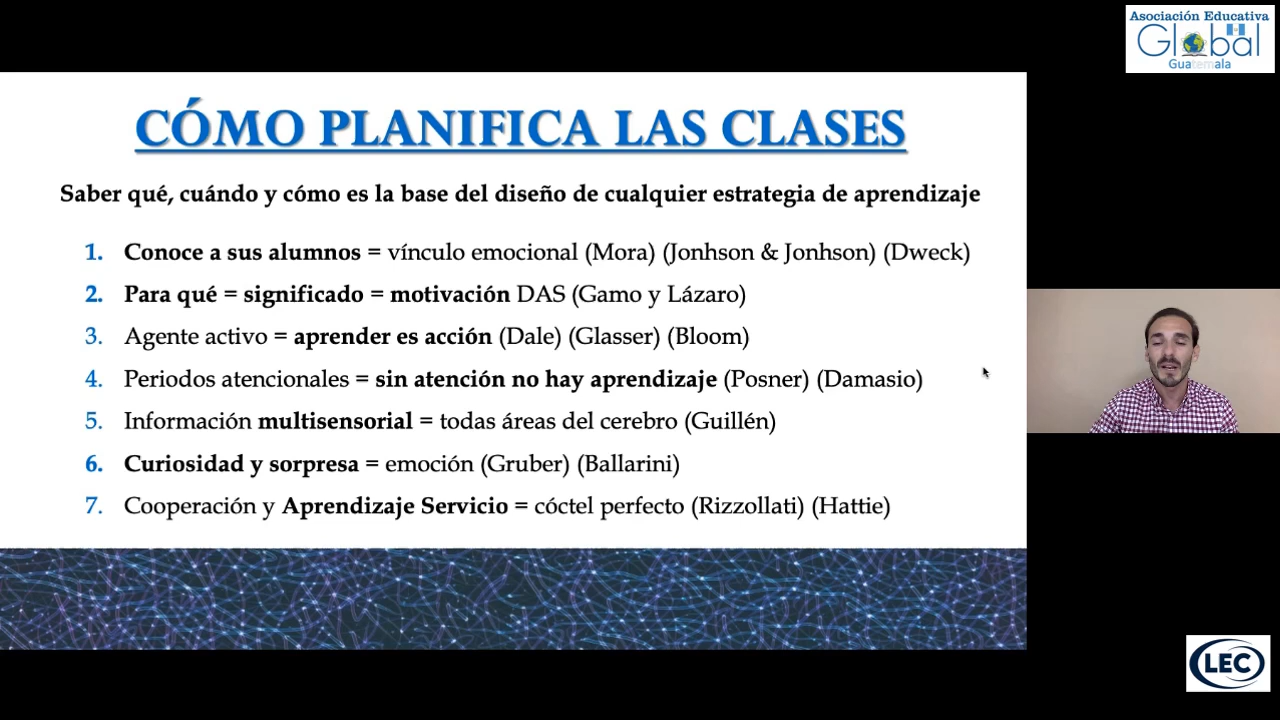 Asociación Educativa
Global
Guatemala
CÓMO PLANIFICA LAS CLASES
Saber qué, cuándo y cómo es la base del diseño de cualquier estrategia de aprendizaje
1. Conoce a sus alumnos = vínculo emocional (Mora) (Jonhson & Jonhson) (Dweck)
2. Para qué = significado = motivación DAS (Gamo y Lázaro)
3. Agente activo = aprender es acción (Dale) (Glasser) (Bloom)
4. Periodos atencionales = sin atención no hay aprendizaje (Posner) (Damasio)
5. Información multisensorial = todas áreas del cerebro (Guillén)
6. Curiosidad y sorpresa = emoción (Gruber) (Ballarini)
7. Cooperación y Aprendizaje Servicio = cóctel perfecto (Rizzollati) (Hattie)
LEC